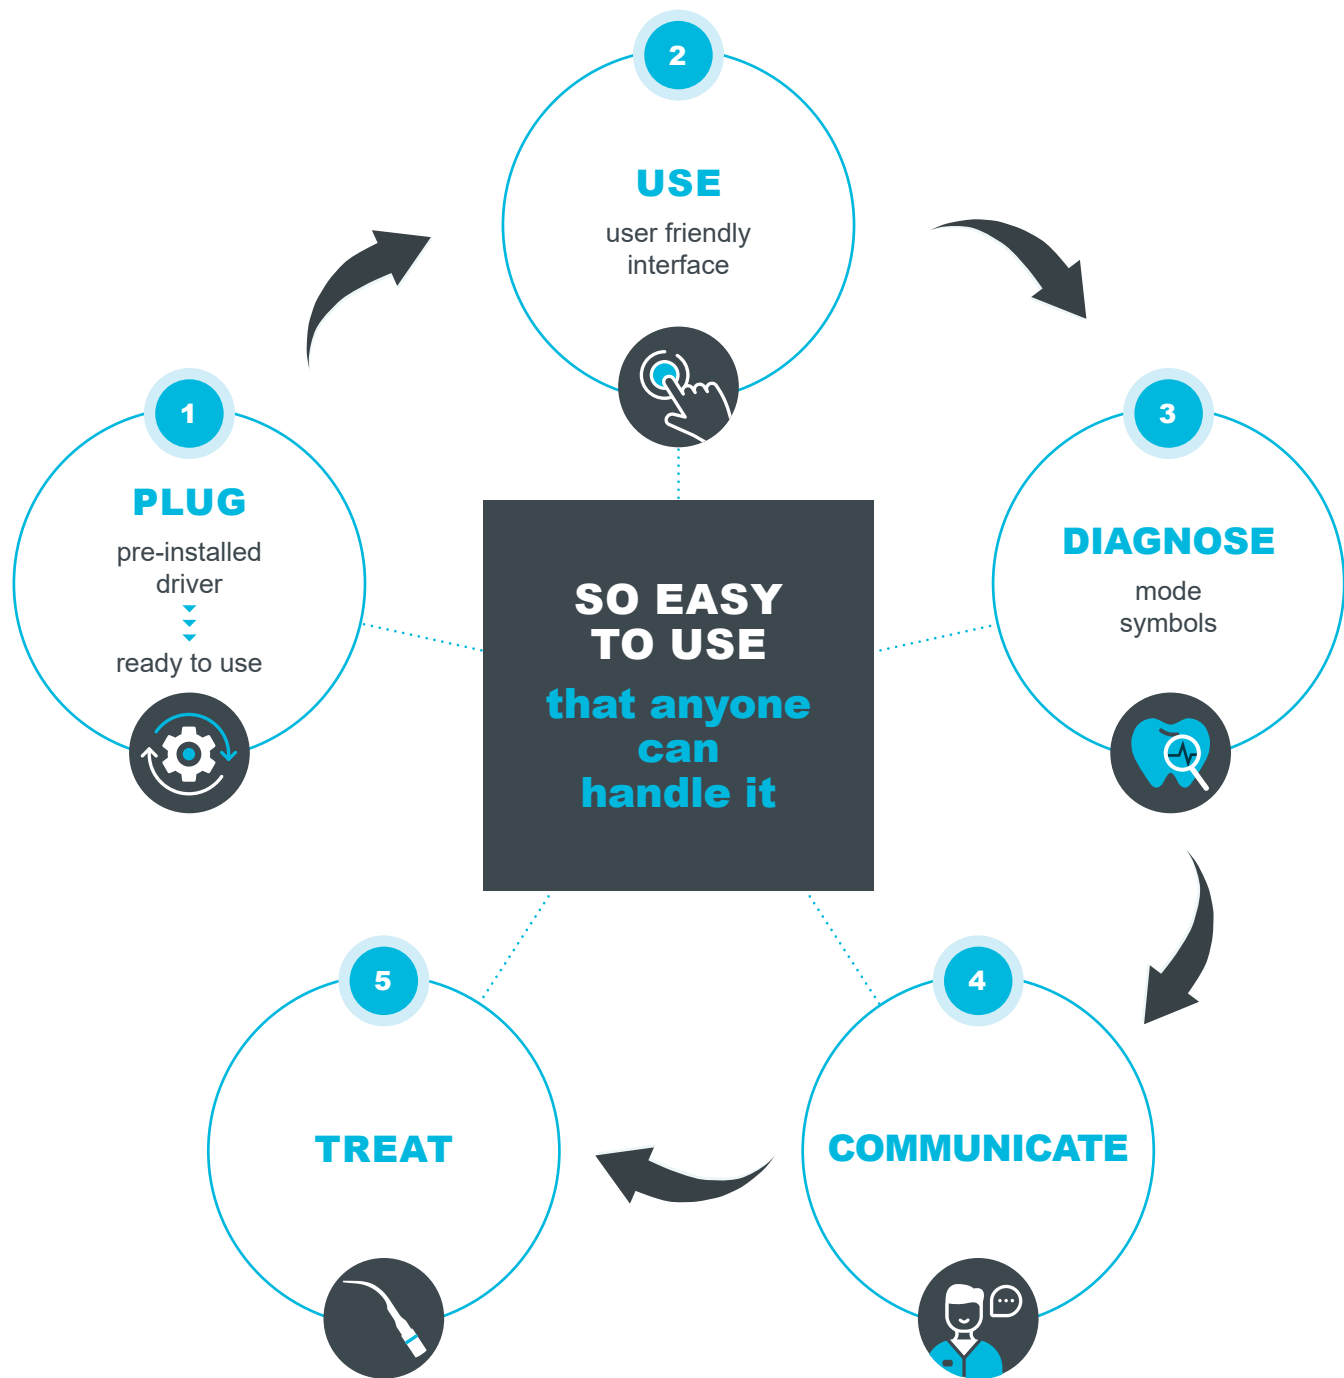 1
PLUG
pre-installed
driver
ready to use
2
USE
user friendly
interface
3
DIAGNOSE
mode
symbols
4
COMMUNICATE
5
TREAT
SO EASY
TO USE
that anyone
can
handle it